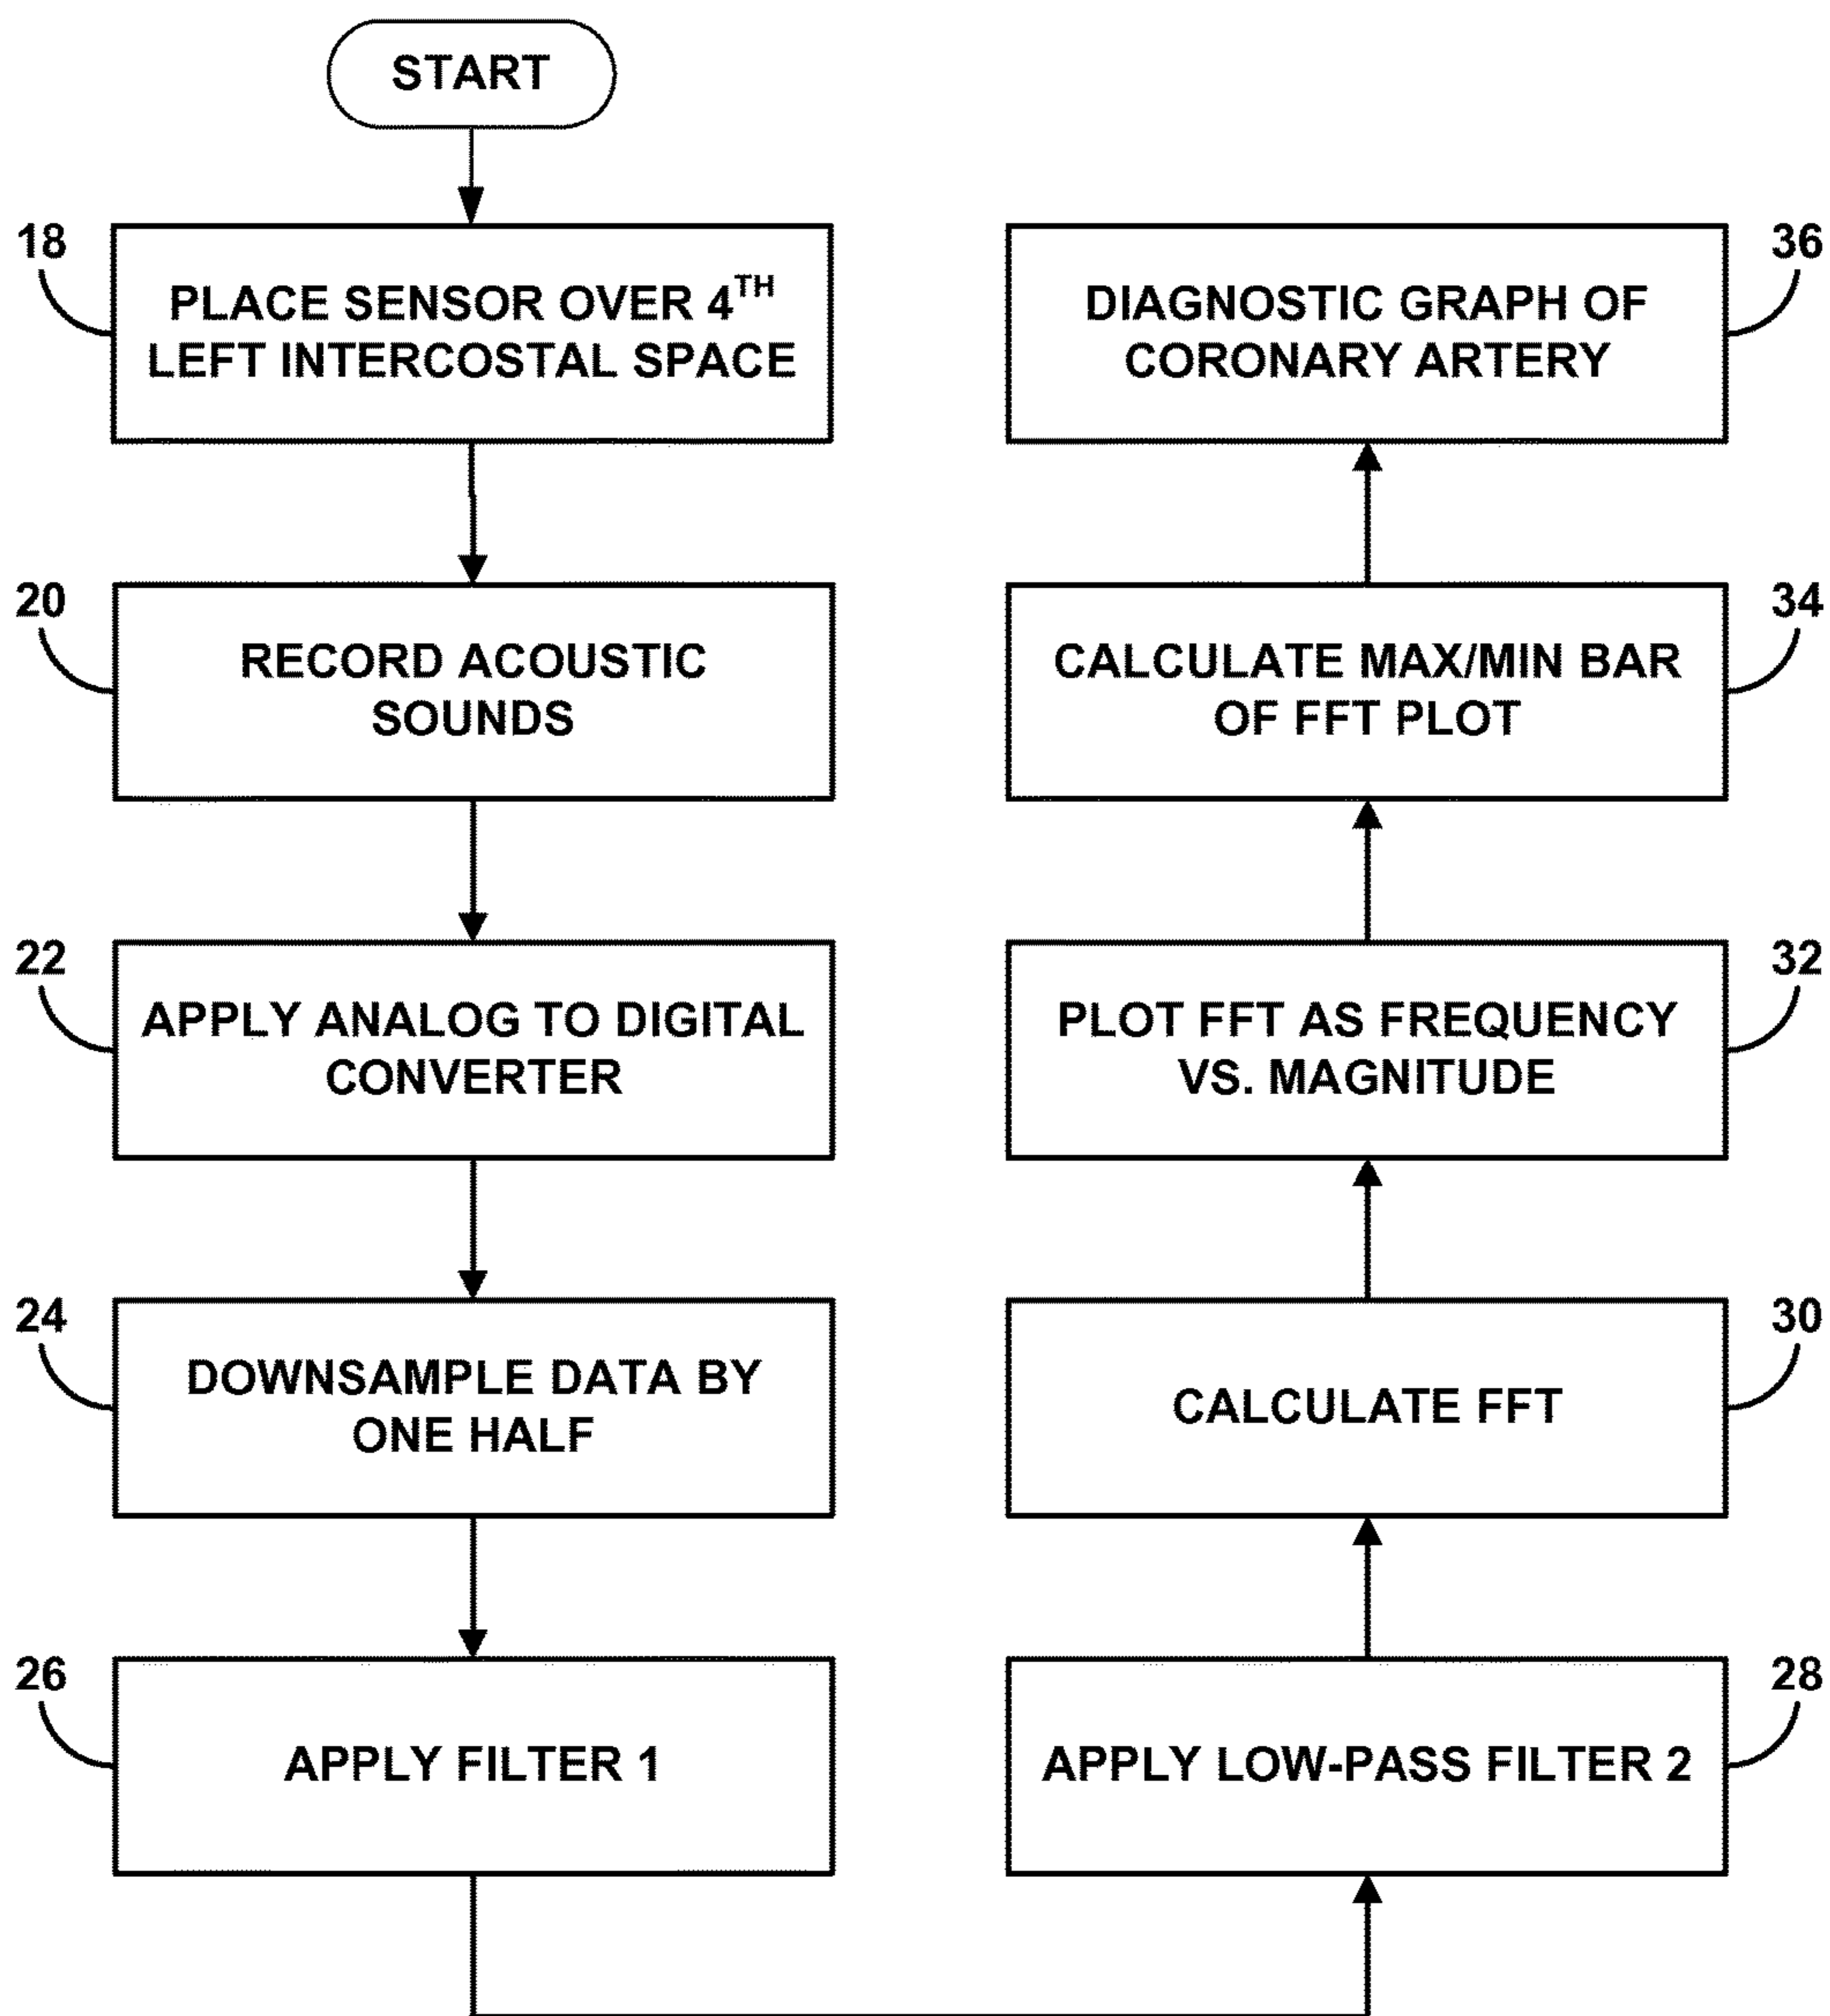 START
18
PLACE SENSOR OVER 4TH
LEFT INTERCOSTAL SPACE
20
RECORD ACOUSTIC
SOUNDS
22
APPLY ANALOG TO DIGITAL
CONVERTER
24
DOWNSAMPLE DATA BY
ONE HALF
26
APPLY FILTER 1
28
APPLY LOW-PASS FILTER 2
30
CALCULATE FFT
32
PLOT FFT AS FREQUENCY
VS. MAGNITUDE
34
CALCULATE MAX/MIN BAR
OF FFT PLOT
36
DIAGNOSTIC GRAPH OF
CORONARY ARTERY